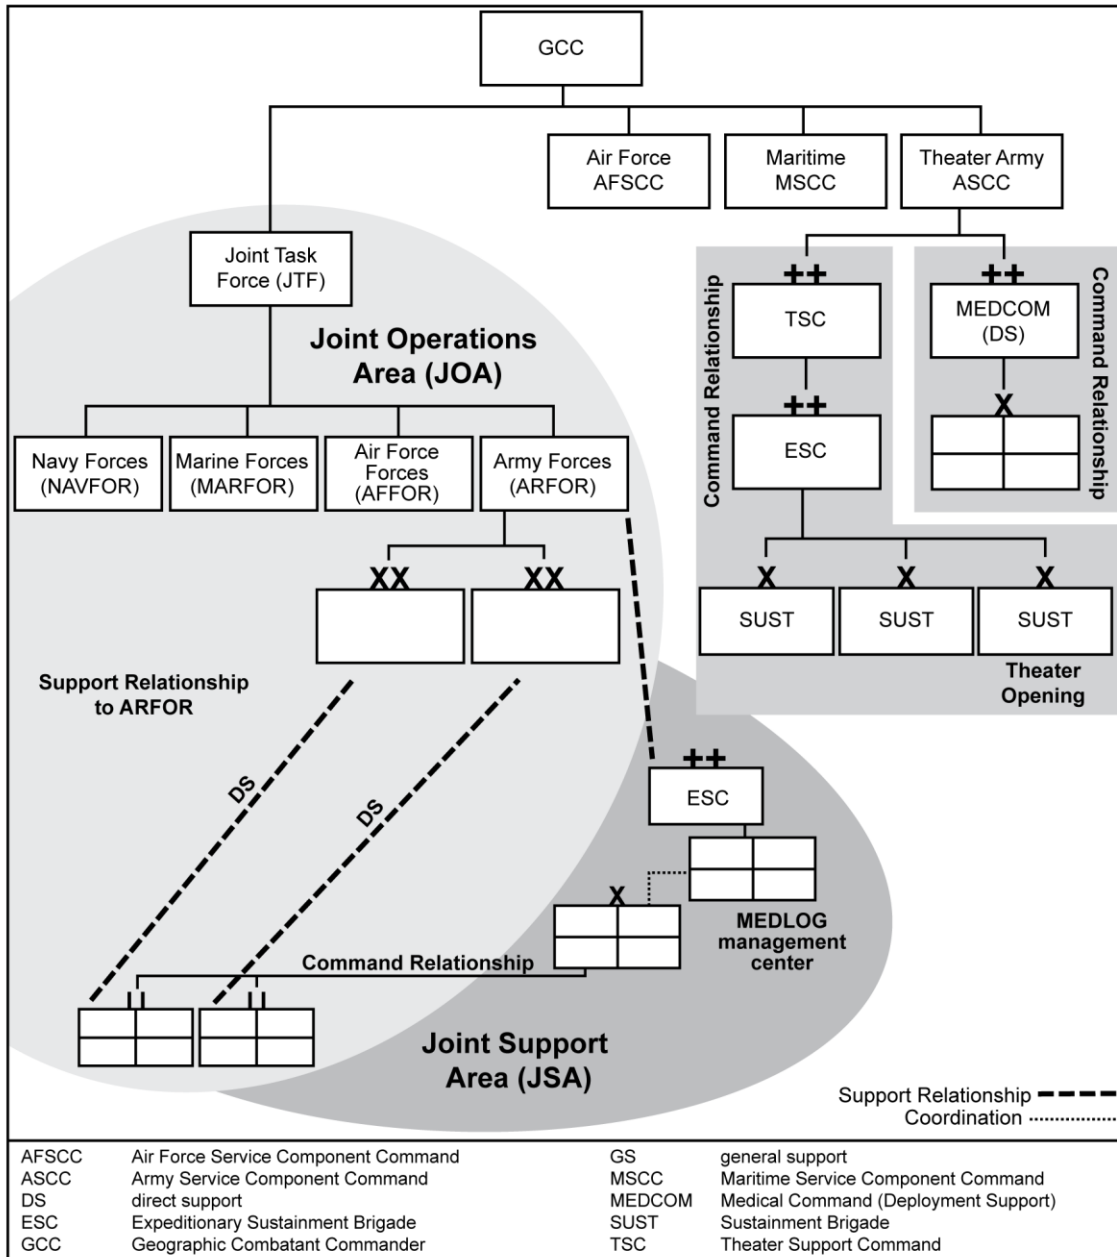 GCC
Air Force
AFSCC
Maritime
MSCC
Theater Army
ASCC
Joint Task
Force (JTF)
Joint Operations
Area (JOA)
Navy Forces
(NAVFOR)
Marine Forces
(MARFOR)
Air Force
Forces
(AFFOR)
Army Forces
(ARFOR)
XX
XX
Command Relationship
++
TSC
++
ESC
++
MEDCOM
(DS)
X
Command Relationship
X
SUST
X
SUST
X
SUST
Theater
Opening
Support Relationship
to ARFOR
DS
DS
++
ESC
X
MEDLOG
management
center
Command Relationship
II
II
Joint Support
Area (JSA)
Support Relationship
Coordination
AFSCC Air Force Service Component Command
ASCC Army Service Component Command
DS direct support
ESC Expeditionary Sustainment Brigade
GCC Geographic Combatant Commander
GS general support
MSCC Maritime Service Component Command
MEDCOM Medical Command (Deployment Support)
SUST Sustainment Brigade
TSC Theater Support Command